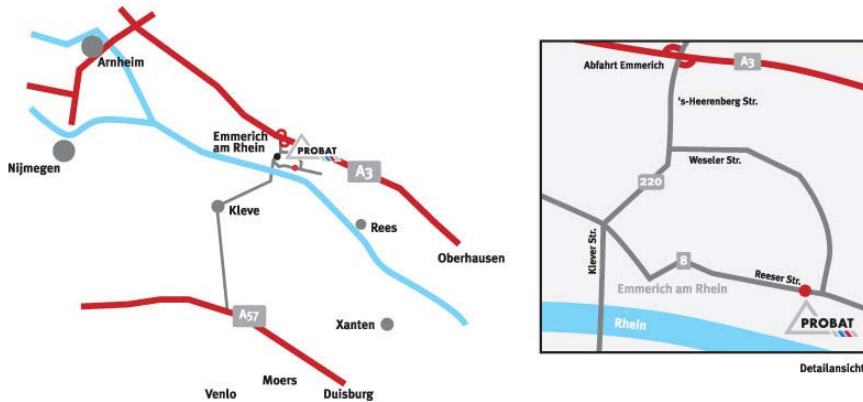 Arnheim
Nijmegen
Emmerich
am Rhein
PROBAT
A3
Kleve
Rees
Oberhausen
A57
Xanten
Moers
Venlo
Duisburg
Abfahrt Emmerich
A3
's-Heerenberg Str.
Weseler Str.
220
Klever Str.
8
Reeser Str.
Emmerich am Rhein
Rhein
PROBAT
Detailansicht